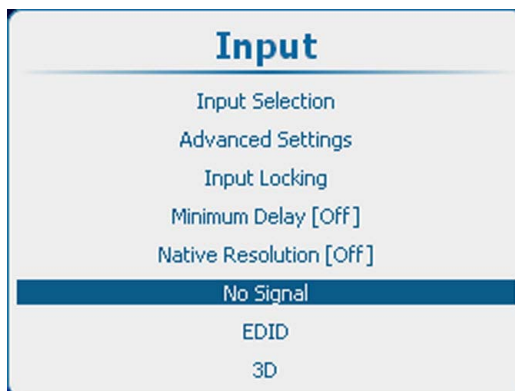 Input
Input Selection
Advanced Settings
Input Locking
Minimum Delay [Off]
Native Resolution [Off]
No Signal
EDID
3D